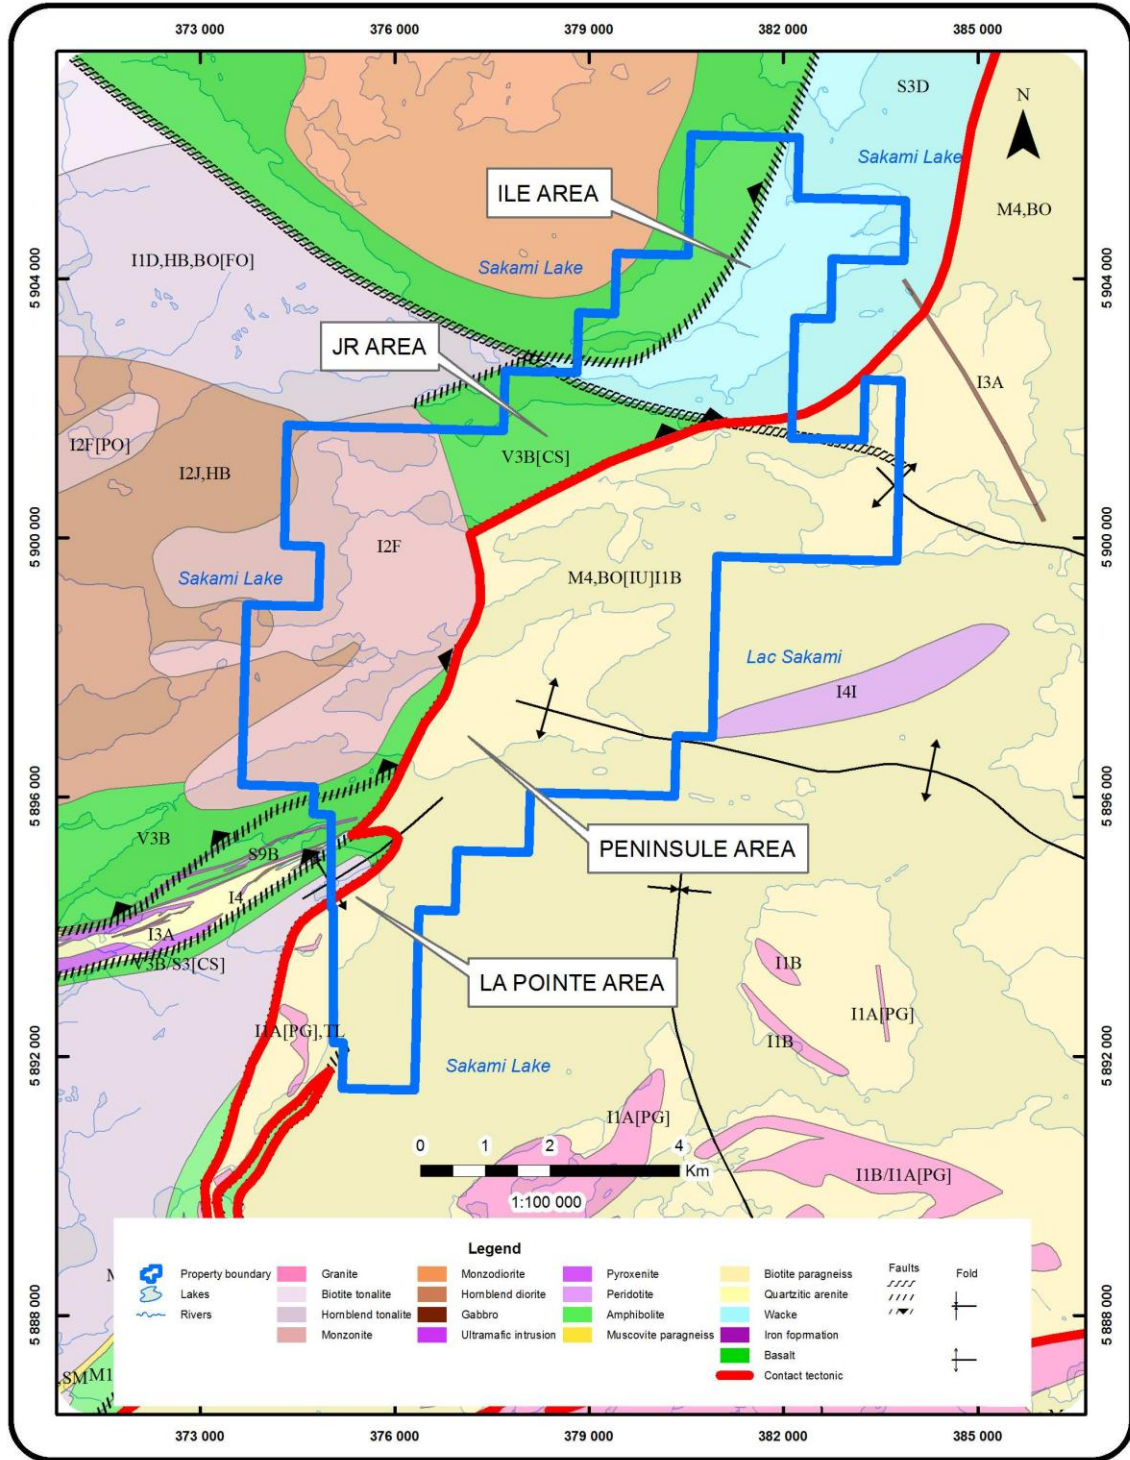 373 000 376 000 379 000 382 000 385 000
S3D
N
Sakami Lake
ILE AREA
M4,BO
I1D,HB,BO[FO]
Sakami Lake
5 904 000
5 904 000
JR AREA
I3A
I2F[PO]
V3B[CS]
I2J,HB
5 900 000
5 900 000
I2F
Sakami Lake
M4,BO[IU]I1B
Lac Sakami
I4I
5 896 000
5 896 000
V3B
S9B
PENINSULE AREA
I4
I3A
V3B/S3[CS]
LA POINTE AREA
I1B
I1A[PG]
I1A[PG],TL
I1B
5 892 000
5 892 000
Sakami Lake
I1A[PG]
0 1 2 4
Km
I1B/I1A[PG]
1:100 000
Legend
Property boundary
Lakes
Rivers
Granite
Biotite tonalite
Hornblend tonalite
Monzonite
Monzodiorite
Hornblend diorite
Gabbro
Ultramafic intrusion
Pyroxenite
Peridotite
Amphibolite
Muscovite paragneiss
Biotite paragneiss
Quartzitic arenite
Wacke
Iron foprmation
Basalt
Contact tectonic
Faults
Fold
5 888 000
5 888 000
,SM M1
373 000 376 000 379 000 382 000 385 000